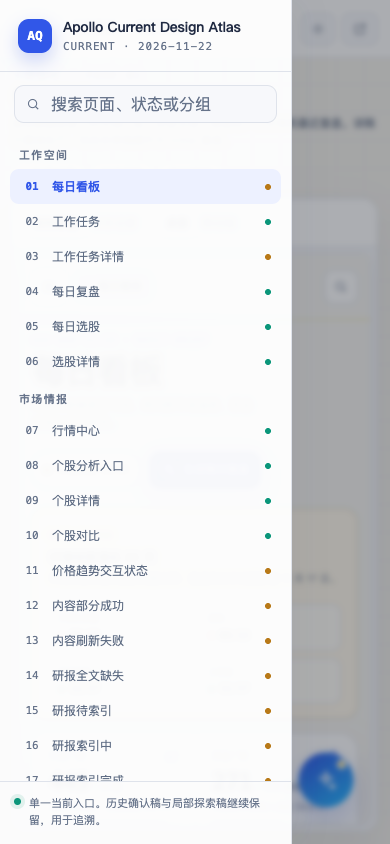 AQ
Apollo Current Design Atlas
CURRENT · 2026-11-22
搜索页面、状态或分组
工作空间
01 每日看板
02 工作任务
03 工作任务详情
04 每日复盘
05 每日选股
06 选股详情
市场情报
07 行情中心
08 个股分析入口
09 个股详情
10 个股对比
11 价格趋势交互状态
12 内容部分成功
13 内容刷新失败
14 研报全文缺失
15 研报待索引
16 研报索引中
17 研报索引完成
单一当前入口。历史确认稿与局部探索稿继续保
留，用于追溯。